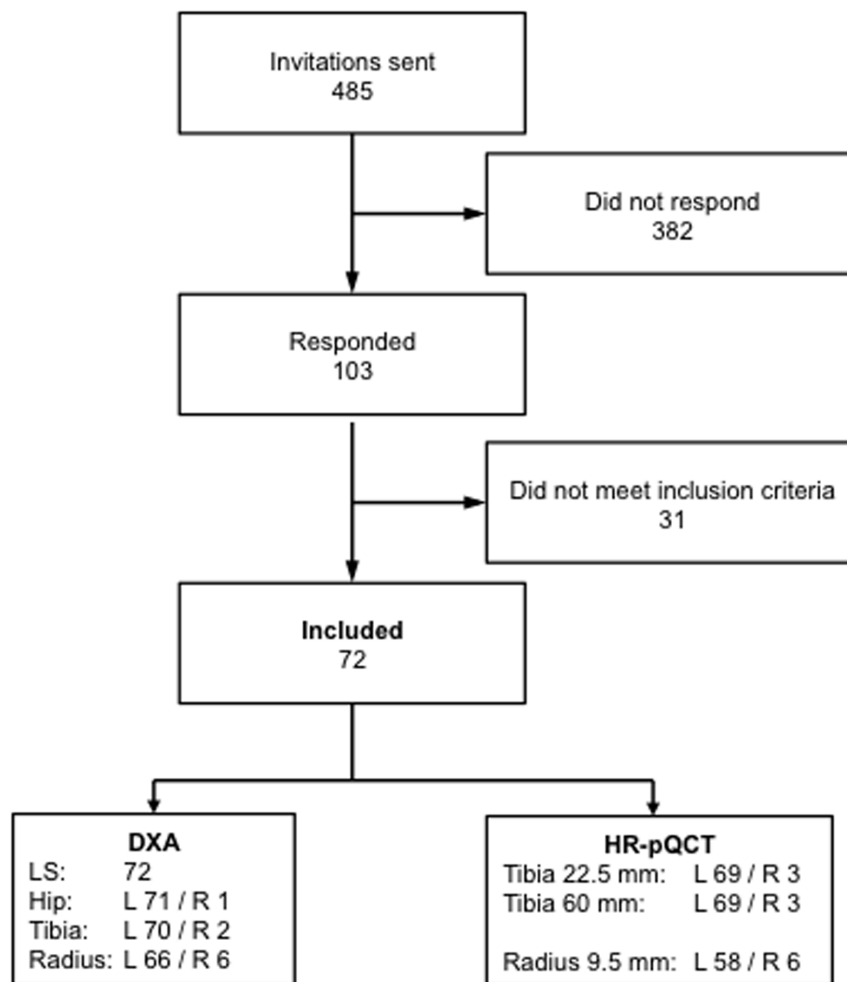 Invitations sent
485
Did not respond
382
Responded
103
Did not meet inclusion criteria
31
Included
72
DXA
LS: 72
Hip: L 71 / R 1
Tibia: L 70 / R 2
Radius: L 66 / R 6
HR-pQCT
Tibia 22.5 mm: L 69 / R 3
Tibia 60 mm: L 69 / R 3
Radius 9.5 mm: L 58 / R 6